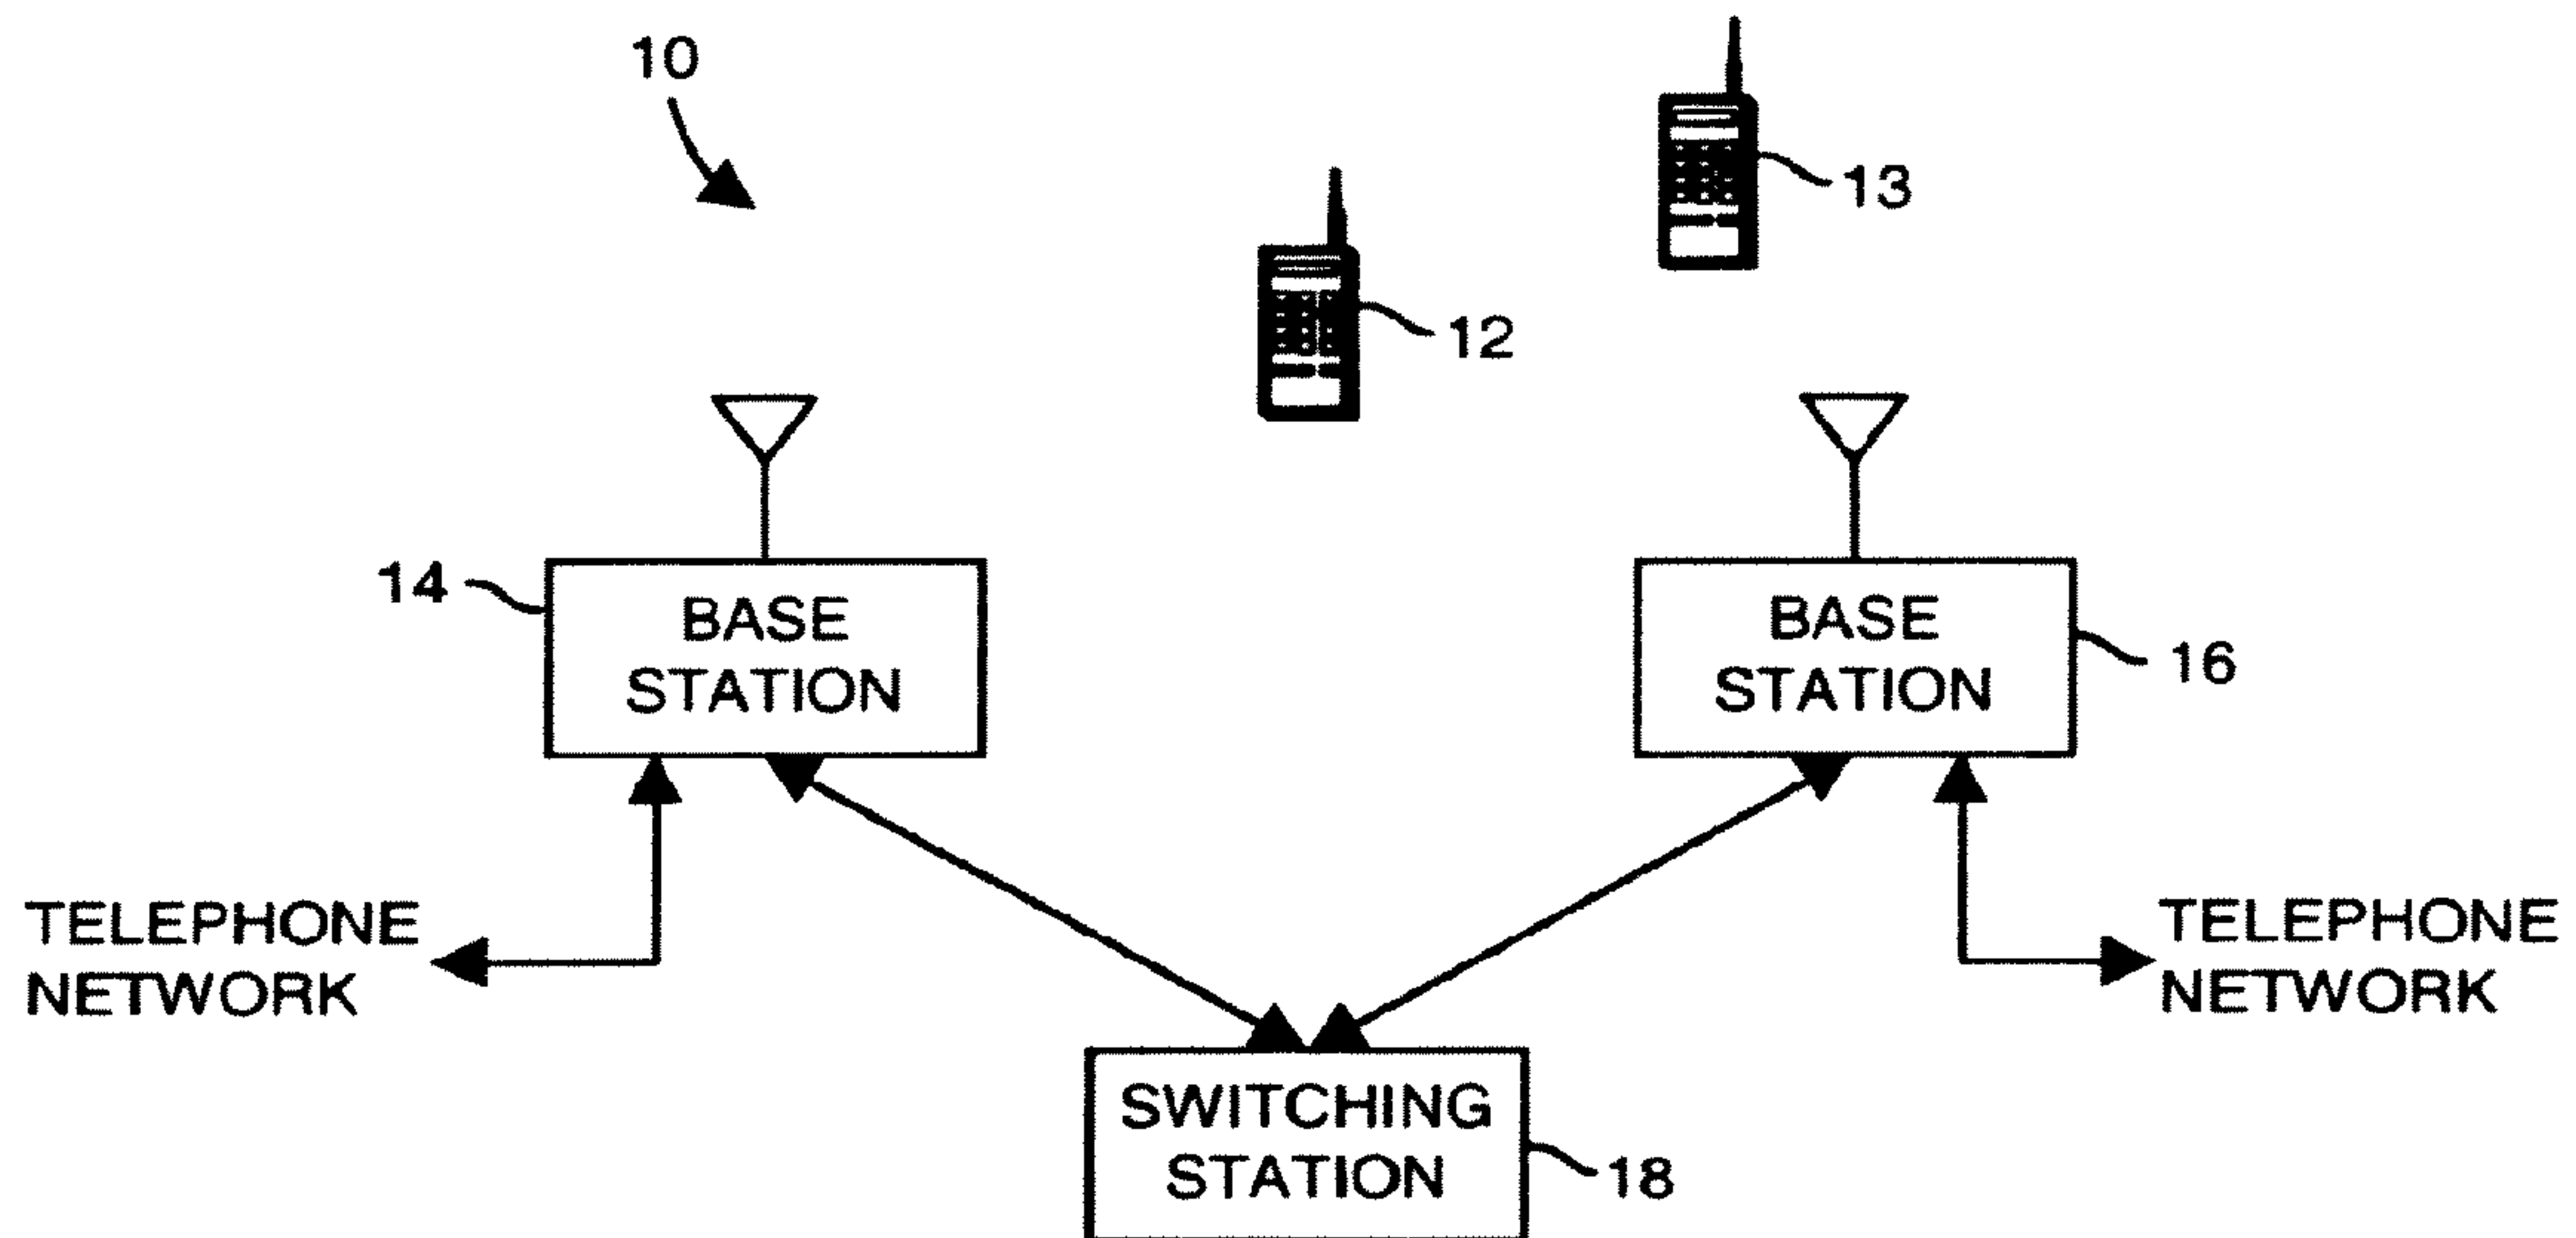 10
13
12
14
BASE
STATION
BASE
STATION
16
TELEPHONE
NETWORK
TELEPHONE
NETWORK
SWITCHING
STATION
18